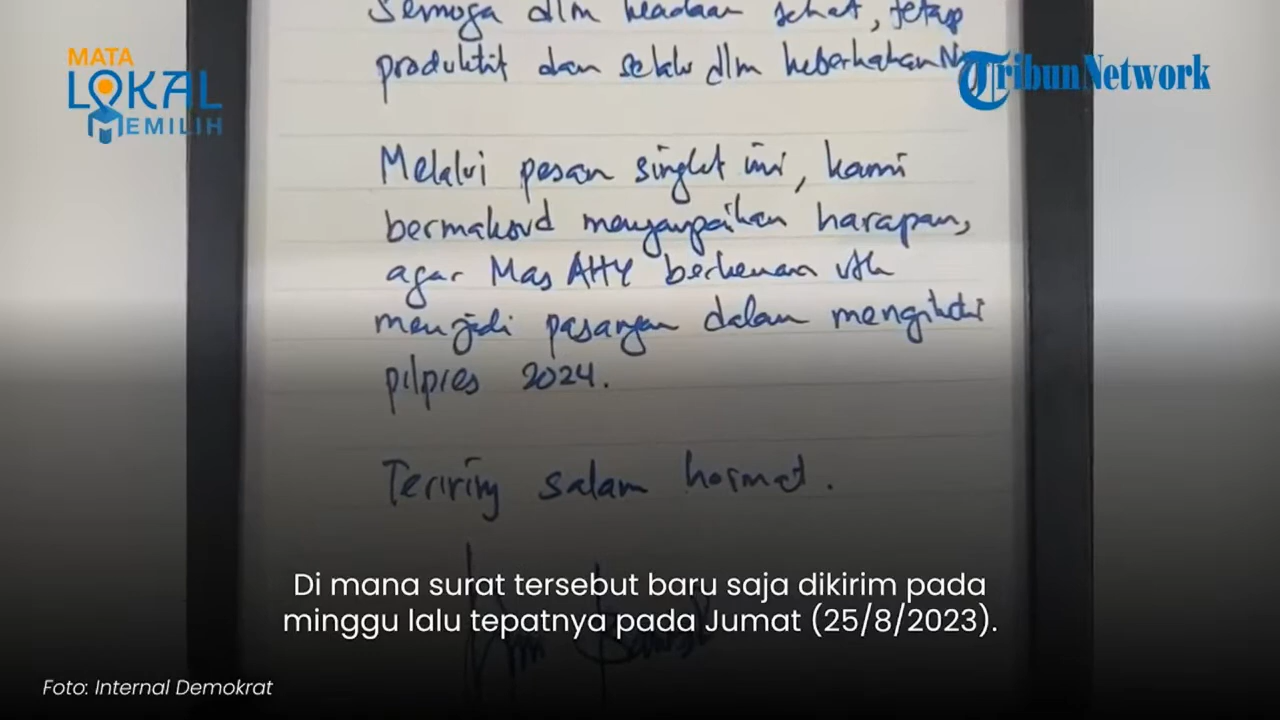 Semoga dlm keadaan sehat, tetap
produktif dan selalu dlm keberkahanN
MATA
LOKAL
MEMILIH
TribunNetwork
Melalui pesan singkat ini, kami
bermaksud menyampaikan harapan,
agar Mas AHY berkenan utk
menjadi pasangan dalam mengikuti
pilpres 2024.
Teriring salam hormat.
Di mana surat tersebut baru saja dikirim pada
minggu lalu tepatnya pada Jumat (25/8/2023).
Foto: Internal Demokrat